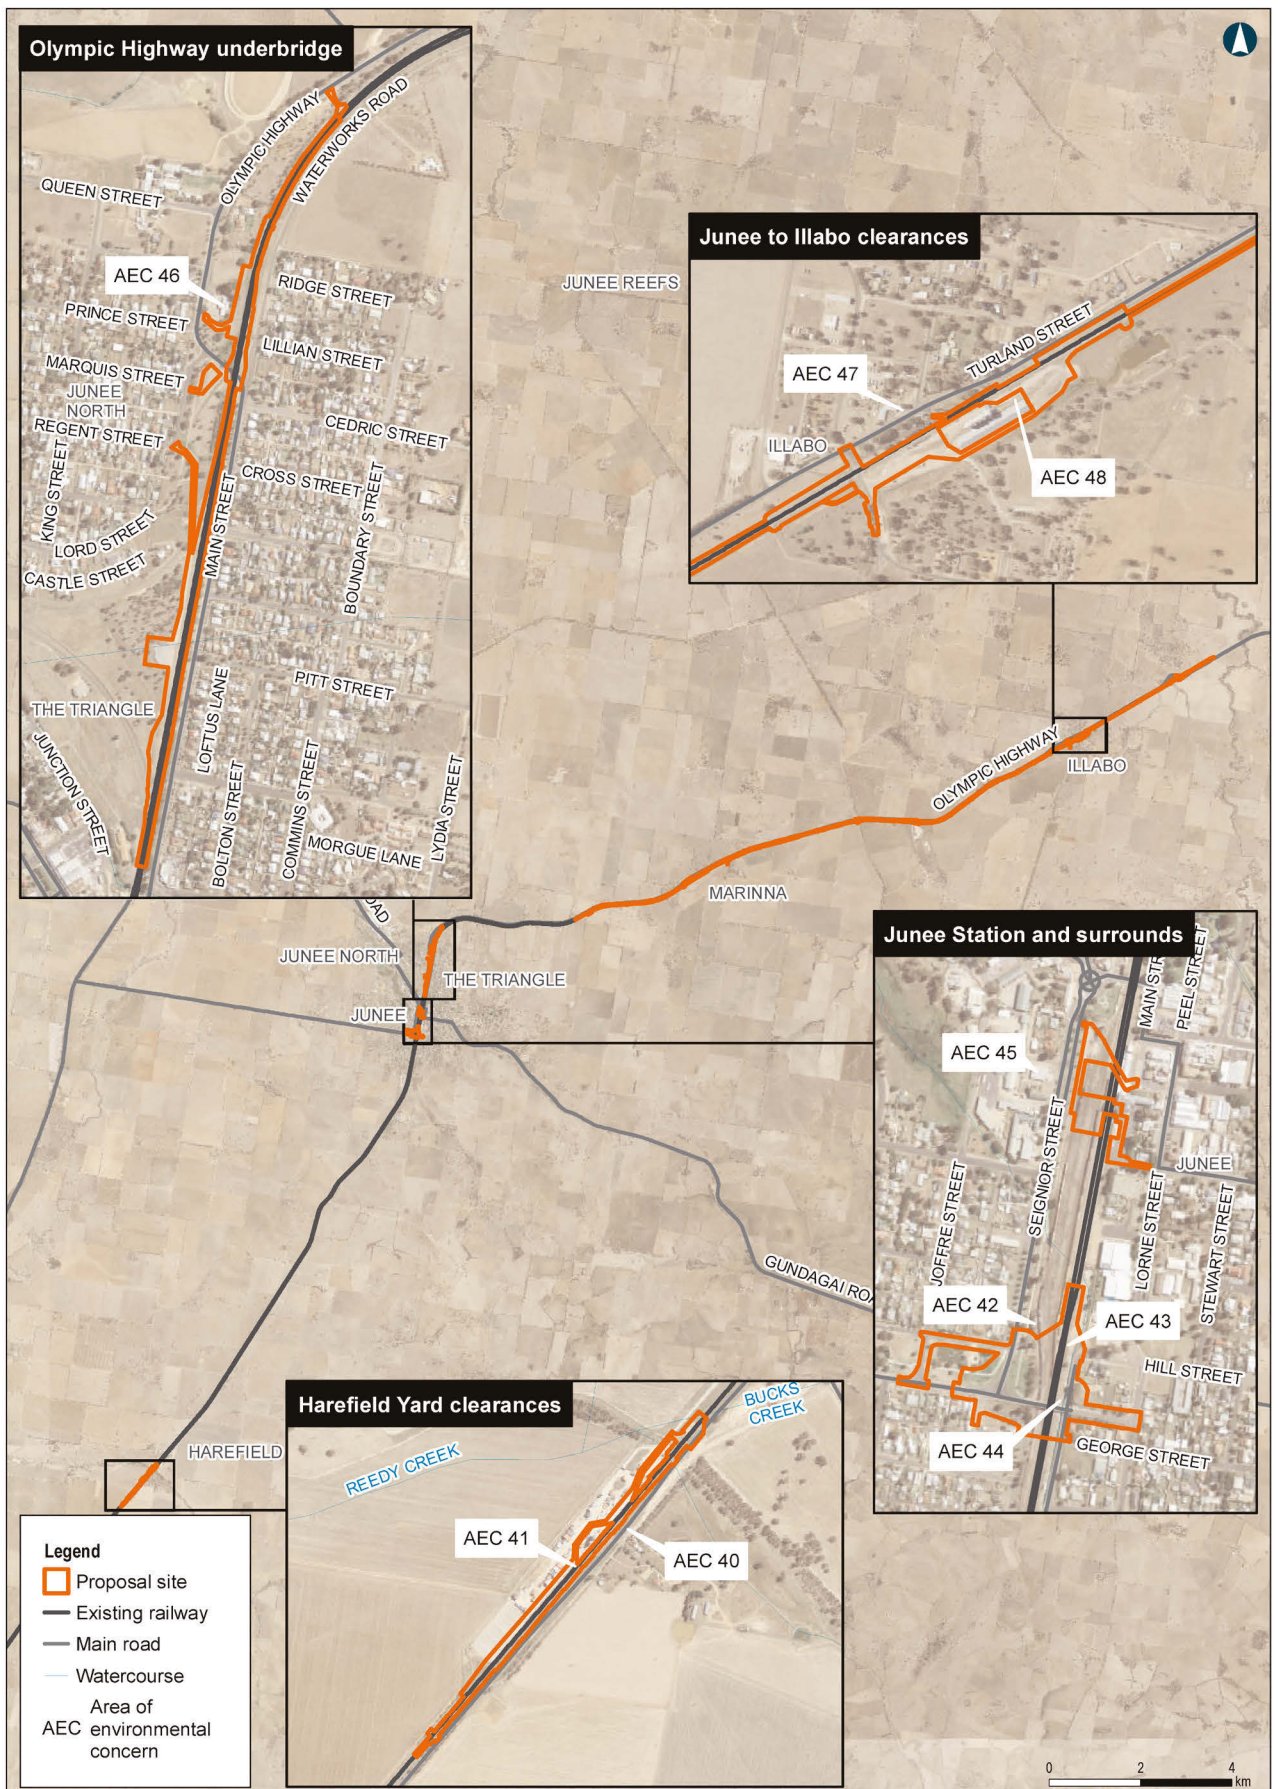 Olympic Highway underbridge
OLYMPIC HIGHWAY
WATERWORKS ROAD
QUEEN STREET
AEC 46
RIDGE STREET
PRINCE STREET
LILLIAN STREET
MARQUIS STREET
JUNEE
NORTH
REGENT STREET
CEDRIC STREET
KING STREET
CROSS STREET
MAIN STREET
BOUNDARY STREET
LORD STREET
CASTLE STREET
PITT STREET
THE TRIANGLE
LOFTUS LANE
JUNCTION STREET
BOLTON STREET
COMMINS STREET
LYDIA STREET
MORGUE LANE
JUNEE REEFS
Junee to Illabo clearances
TURLAND STREET
AEC 47
ILLABO
AEC 48
OLYMPIC HIGHWAY
ILLABO
MARINNA
OAD
JUNEE NORTH
THE TRIANGLE
JUNEE
GUNDAGAI ROA
HAREFIELD
Junee Station and surrounds
MAIN STR
PEEL STREET
AEC 45
SEIGNIOR STREET
JUNEE
JOFFRE STREET
LORNE STREET
STEWART STREET
AEC 42
AEC 43
HILL STREET
AEC 44
GEORGE STREET
Harefield Yard clearances
BUCKS
CREEK
REEDY CREEK
AEC 41
AEC 40
Legend
Proposal site
Existing railway
Main road
Watercourse
AEC Area of
environmental
concern
0 2 4
km